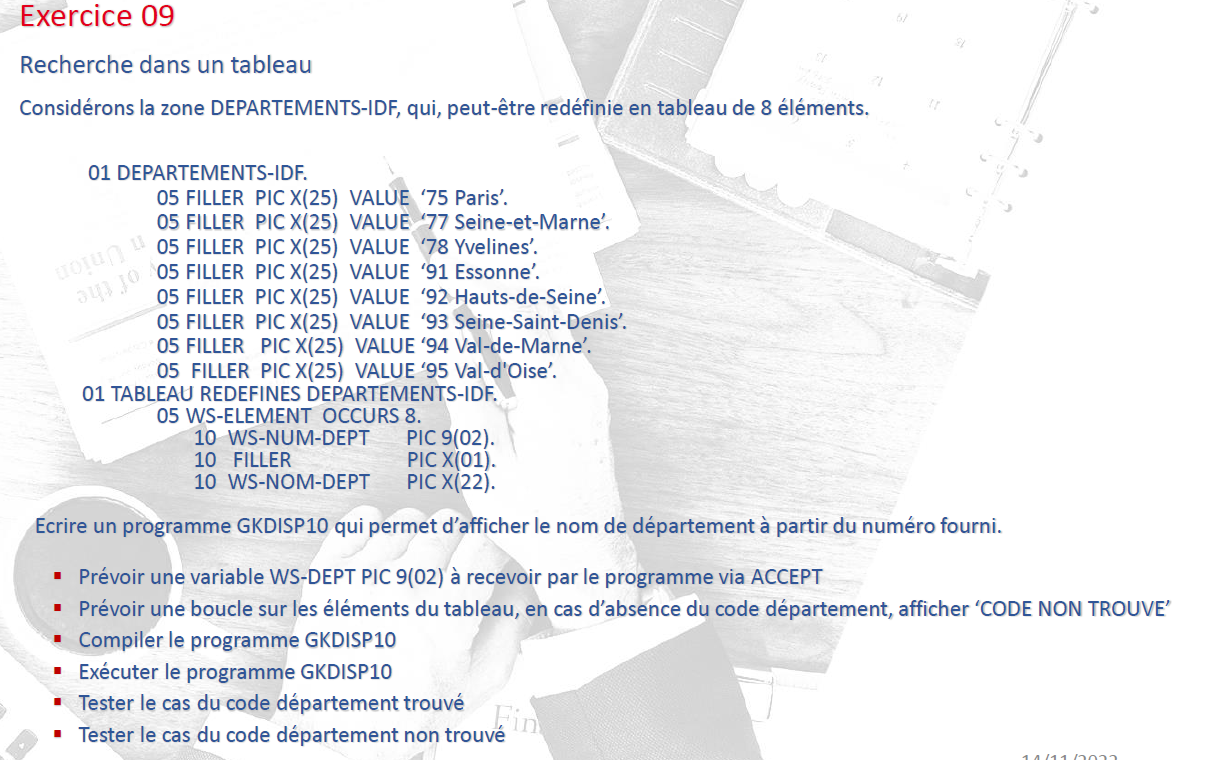 Exercice 09
Recherche dans un tableau
Considérons la zone DEPARTEMENTS-IDF, qui, peut-être redéfinie en tableau de 8 éléments.
01 DEPARTEMENTS-IDF.
05 FILLER PIC X(25) VALUE ‘75 Paris’.
05 FILLER PIC X(25) VALUE ‘77 Seine-et-Marne’.
05 FILLER PIC X(25) VALUE ‘78 Yvelines’.
05 FILLER PIC X(25) VALUE ‘91 Essonne’.
05 FILLER PIC X(25) VALUE ‘92 Hauts-de-Seine’.
05 FILLER PIC X(25) VALUE ‘93 Seine-Saint-Denis’.
05 FILLER PIC X(25) VALUE ‘94 Val-de-Marne’.
05 FILLER PIC X(25) VALUE ‘95 Val-d'Oise’.
01 TABLEAU REDEFINES DEPARTEMENTS-IDF.
05 WS-ELEMENT OCCURS 8.
10 WS-NUM-DEPT PIC 9(02).
10 FILLER PIC X(01).
10 WS-NOM-DEPT PIC X(22).
Ecrire un programme GKDISP10 qui permet d’afficher le nom de département à partir du numéro fourni.
▪ Prévoir une variable WS-DEPT PIC 9(02) à recevoir par le programme via ACCEPT
▪ Prévoir une boucle sur les éléments du tableau, en cas d’absence du code département, afficher ‘CODE NON TROUVE’
▪ Compiler le programme GKDISP10
▪ Exécuter le programme GKDISP10
▪ Tester le cas du code département trouvé
▪ Tester le cas du code département non trouvé